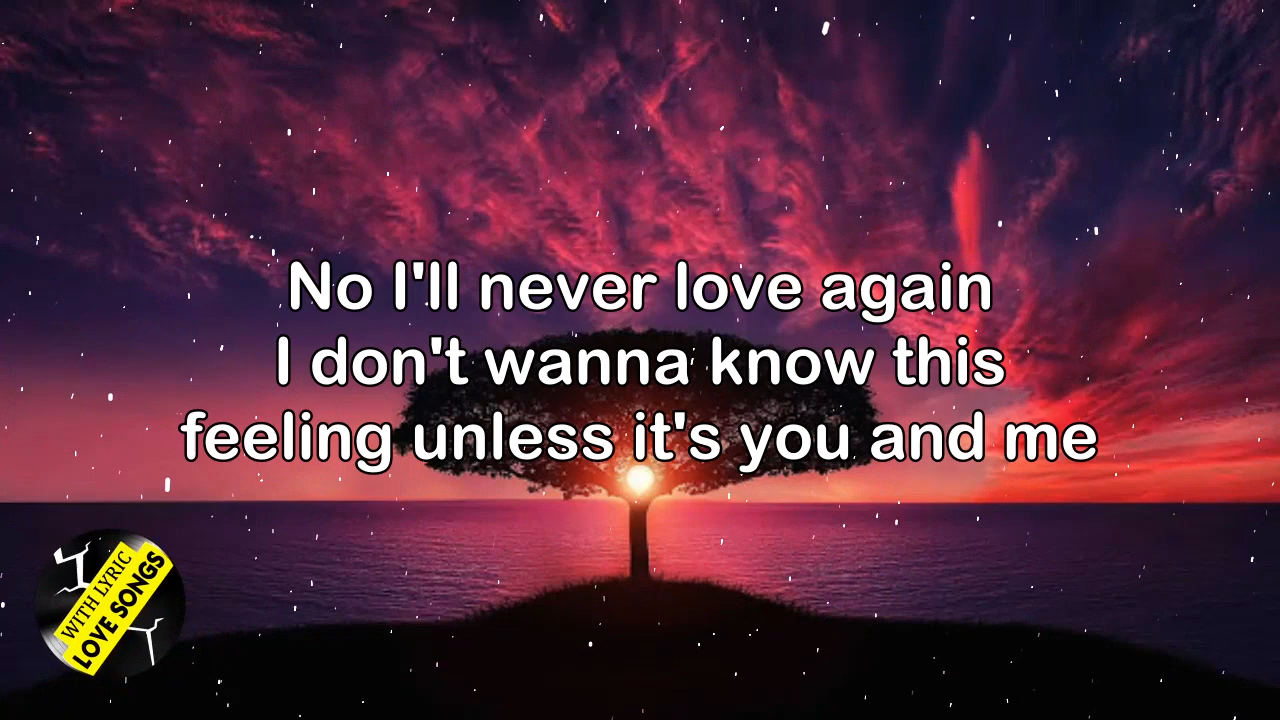 No I'll never love again
I don't wanna know this
feeling unless it's you and me
WITH LYRIC
LOVE SONGS